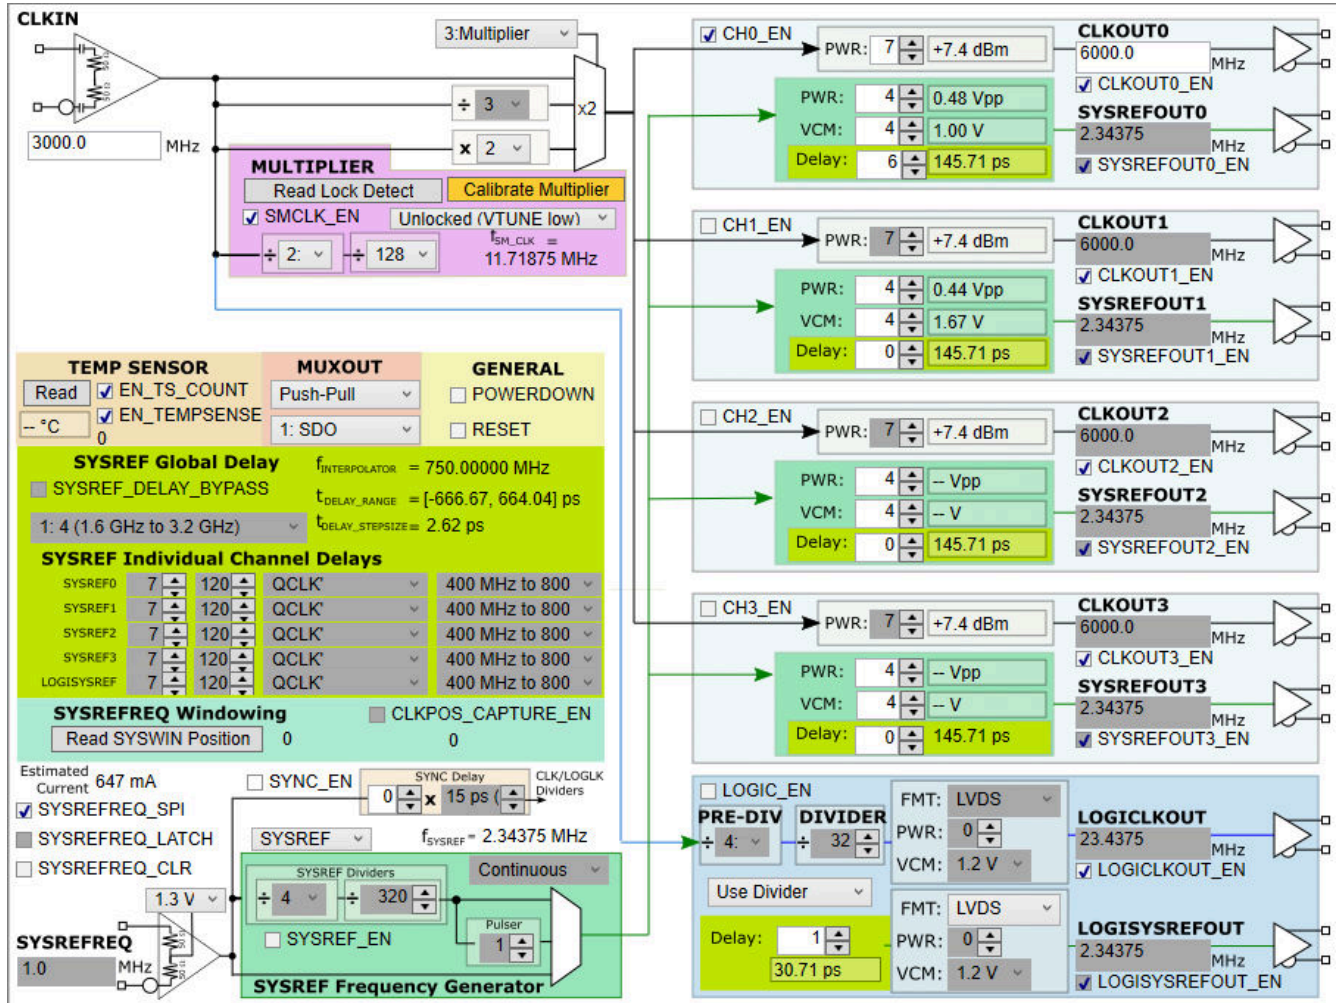 CLKIN
50 Ω
50 Ω
3000.0 MHz
3:Multiplier
÷ 3
x 2
x2
MULTIPLIER
Read Lock Detect
Calibrate Multiplier
SMCLK_EN
Unlocked (VTUNE low)
÷ 2: ÷ 128
fSM_CLK =
11.71875 MHz
TEMP SENSOR
Read
EN_TS_COUNT
EN_TEMPSENSE
-- °C
0
MUXOUT
Push-Pull
1: SDO
GENERAL
POWERDOWN
RESET
SYSREF Global Delay
SYSREF_DELAY_BYPASS
1: 4 (1.6 GHz to 3.2 GHz)
fINTERPOLATOR = 750.00000 MHz
tDELAY_RANGE = [-666.67, 664.04] ps
tDELAY_STEPSIZE = 2.62 ps
SYSREF Individual Channel Delays
SYSREF0 7 120 QCLK' 400 MHz to 800
SYSREF1 7 120 QCLK' 400 MHz to 800
SYSREF2 7 120 QCLK' 400 MHz to 800
SYSREF3 7 120 QCLK' 400 MHz to 800
LOGISYSREF 7 120 QCLK' 400 MHz to 800
SYSREFREQ Windowing
CLKPOS_CAPTURE_EN
Read SYSWIN Position 0 0
Estimated
Current 647 mA
SYSREFREQ_SPI
SYSREFREQ_LATCH
SYSREFREQ_CLR
SYNC_EN
SYNC Delay
0 x 15 ps (
CLK/LOGLK
Dividers
SYSREF
fSYSREF = 2.34375 MHz
SYSREF Dividers
÷ 4 ÷ 320
Continuous
SYSREF_EN
Pulser
1
SYSREF Frequency Generator
1.3 V
50 Ω
50 Ω
SYSREFREQ
1.0 MHz
CH0_EN
PWR: 7 +7.4 dBm
CLKOUT0
6000.0 MHz
CLKOUT0_EN
PWR: 4 0.48 Vpp
VCM: 4 1.00 V
Delay: 6 145.71 ps
SYSREFOUT0
2.34375 MHz
SYSREFOUT0_EN
CH1_EN
PWR: 7 +7.4 dBm
CLKOUT1
6000.0 MHz
CLKOUT1_EN
PWR: 4 0.44 Vpp
VCM: 4 1.67 V
Delay: 0 145.71 ps
SYSREFOUT1
2.34375 MHz
SYSREFOUT1_EN
CH2_EN
PWR: 7 +7.4 dBm
CLKOUT2
6000.0 MHz
CLKOUT2_EN
PWR: 4 -- Vpp
VCM: 4 -- V
Delay: 0 145.71 ps
SYSREFOUT2
2.34375 MHz
SYSREFOUT2_EN
CH3_EN
PWR: 7 +7.4 dBm
CLKOUT3
6000.0 MHz
CLKOUT3_EN
PWR: 4 -- Vpp
VCM: 4 -- V
Delay: 0 145.71 ps
SYSREFOUT3
2.34375 MHz
SYSREFOUT3_EN
LOGIC_EN
PRE-DIV DIVIDER
÷ 4: ÷ 32
Use Divider
FMT: LVDS
PWR: 0
VCM: 1.2 V
LOGICLKOUT
23.4375 MHz
LOGICLKOUT_EN
Delay: 1
30.71 ps
FMT: LVDS
PWR: 0
VCM: 1.2 V
LOGISYSREFOUT
2.34375 MHz
LOGISYSREFOUT_EN